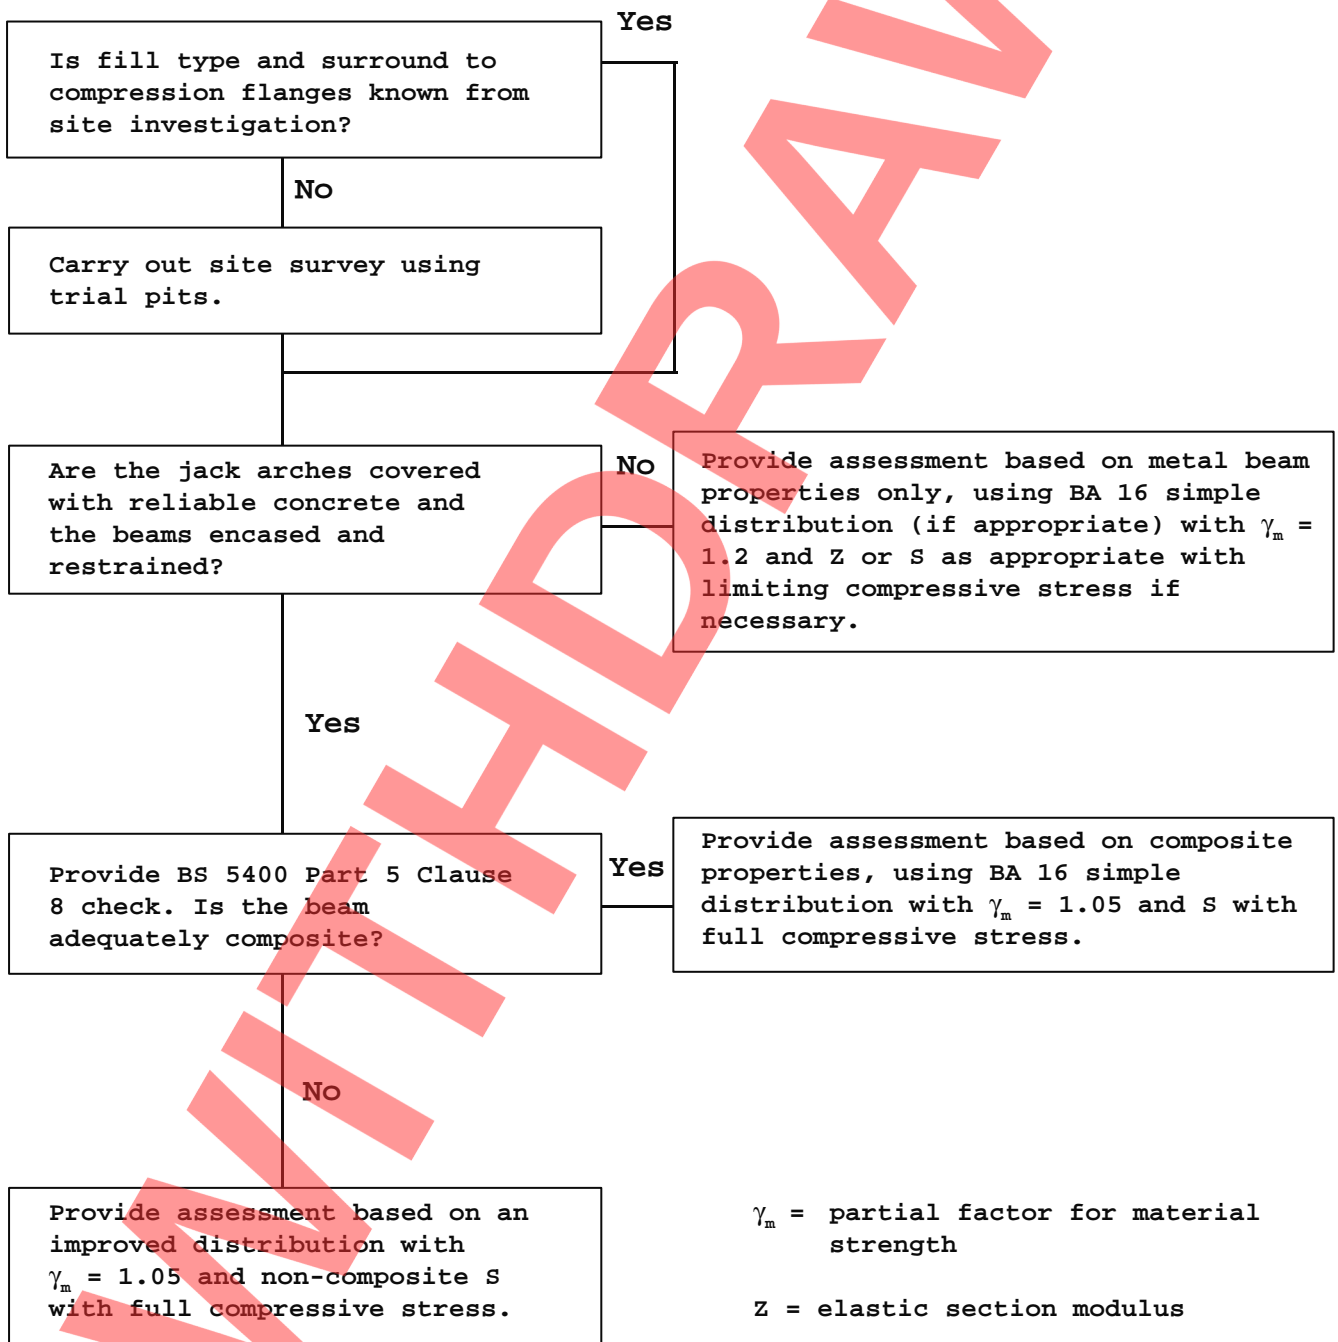 Yes
Is fill type and surround to
compression flanges known from
site investigation?
No
Carry out site survey using
trial pits.
Are the jack arches covered
with reliable concrete and
the beams encased and
restrained?
No
Provide assessment based on metal beam
properties only, using BA 16 simple
distribution (if appropriate) with γm =
1.2 and Z or S as appropriate with
limiting compressive stress if
necessary.
Yes
Provide BS 5400 Part 5 Clause
8 check. Is the beam
adequately composite?
Yes
Provide assessment based on composite
properties, using BA 16 simple
distribution with γm = 1.05 and S with
full compressive stress.
No
Provide assessment based on an
improved distribution with
γm = 1.05 and non-composite S
with full compressive stress.
γm = partial factor for material
strength
Z = elastic section modulus
WITHDRAW